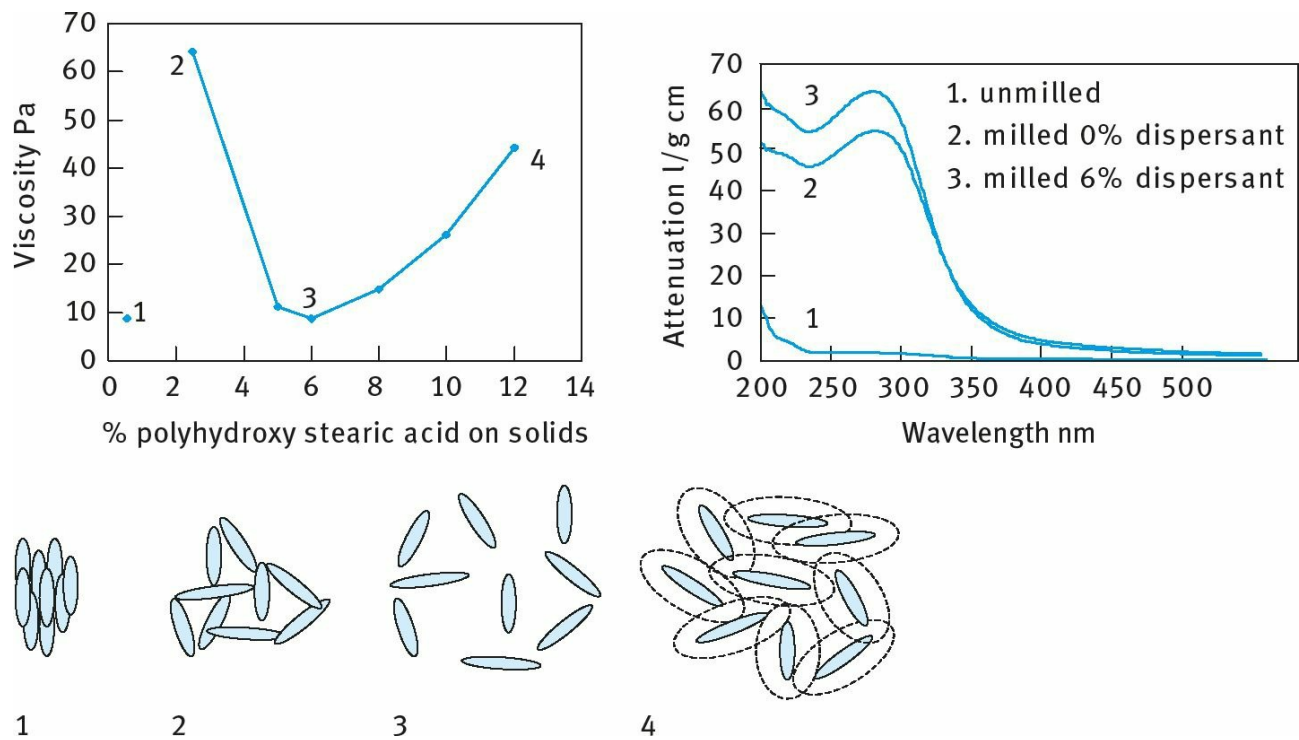 70
60
50
40
30
20
10
0
Viscosity Pa
0 2 4 6 8 10 12 14
% polyhydroxy stearic acid on solids
1
2
3
4
70
60
50
40
30
20
10
0
Attenuation l/g cm
200 250 300 350 400 450 500
Wavelength nm
3
2
1
1. unmilled
2. milled 0% dispersant
3. milled 6% dispersant
1 2 3 4